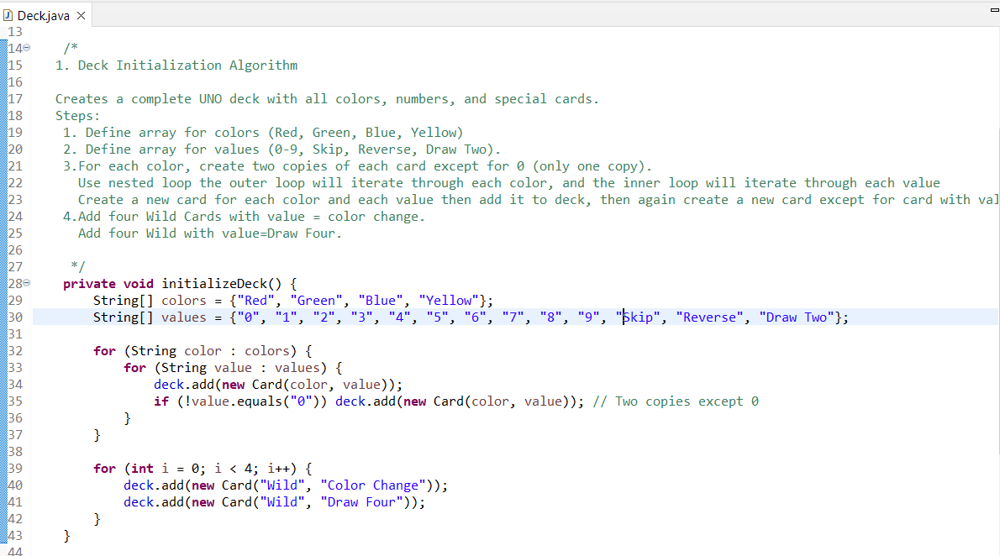 Deck.java
13
14 /*
15 1. Deck Initialization Algorithm
16
17 Creates a complete UNO deck with all colors, numbers, and special cards.
18 Steps:
19 1. Define array for colors (Red, Green, Blue, Yellow)
20 2. Define array for values (0-9, Skip, Reverse, Draw Two).
21 3.For each color, create two copies of each card except for 0 (only one copy).
22 Use nested loop the outer loop will iterate through each color, and the inner loop will iterate through each value
23 Create a new card for each color and each value then add it to deck, then again create a new card except for card with val
24 4.Add four Wild Cards with value = color change.
25 Add four Wild with value=Draw Four.
26
27 */
28 private void initializeDeck() {
29 String[] colors = {"Red", "Green", "Blue", "Yellow"};
30 String[] values = {"0", "1", "2", "3", "4", "5", "6", "7", "8", "9", "Skip", "Reverse", "Draw Two"};
31
32 for (String color : colors) {
33 for (String value : values) {
34 deck.add(new Card(color, value));
35 if (!value.equals("0")) deck.add(new Card(color, value)); // Two copies except 0
36 }
37 }
38
39 for (int i = 0; i < 4; i++) {
40 deck.add(new Card("Wild", "Color Change"));
41 deck.add(new Card("Wild", "Draw Four"));
42 }
43 }
44